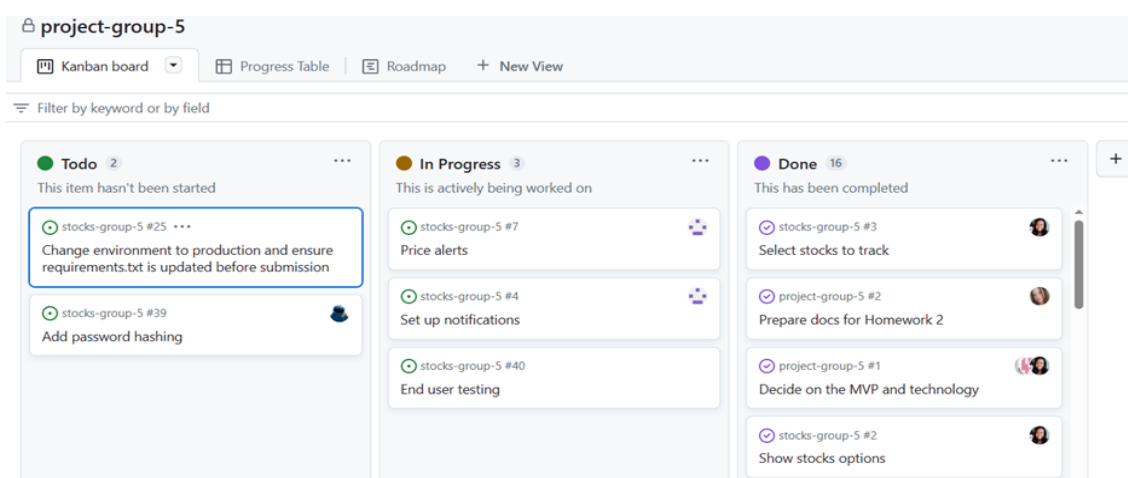 project-group-5
Kanban board
Progress Table
Roadmap
+ New View
Filter by keyword or by field
Todo 2
This item hasn't been started
stocks-group-5 #25
Change environment to production and ensure
requirements.txt is updated before submission
stocks-group-5 #39
Add password hashing
In Progress 3
This is actively being worked on
stocks-group-5 #7
Price alerts
stocks-group-5 #4
Set up notifications
stocks-group-5 #40
End user testing
Done 16
This has been completed
stocks-group-5 #3
Select stocks to track
project-group-5 #2
Prepare docs for Homework 2
project-group-5 #1
Decide on the MVP and technology
stocks-group-5 #2
Show stocks options